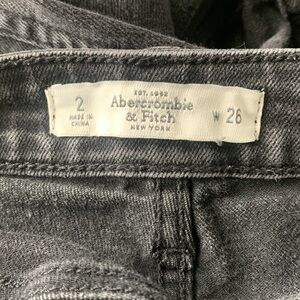 EST. 1892
2
MADE IN
CHINA
Abercrombie
& Fitch
NEW YORK
W 26